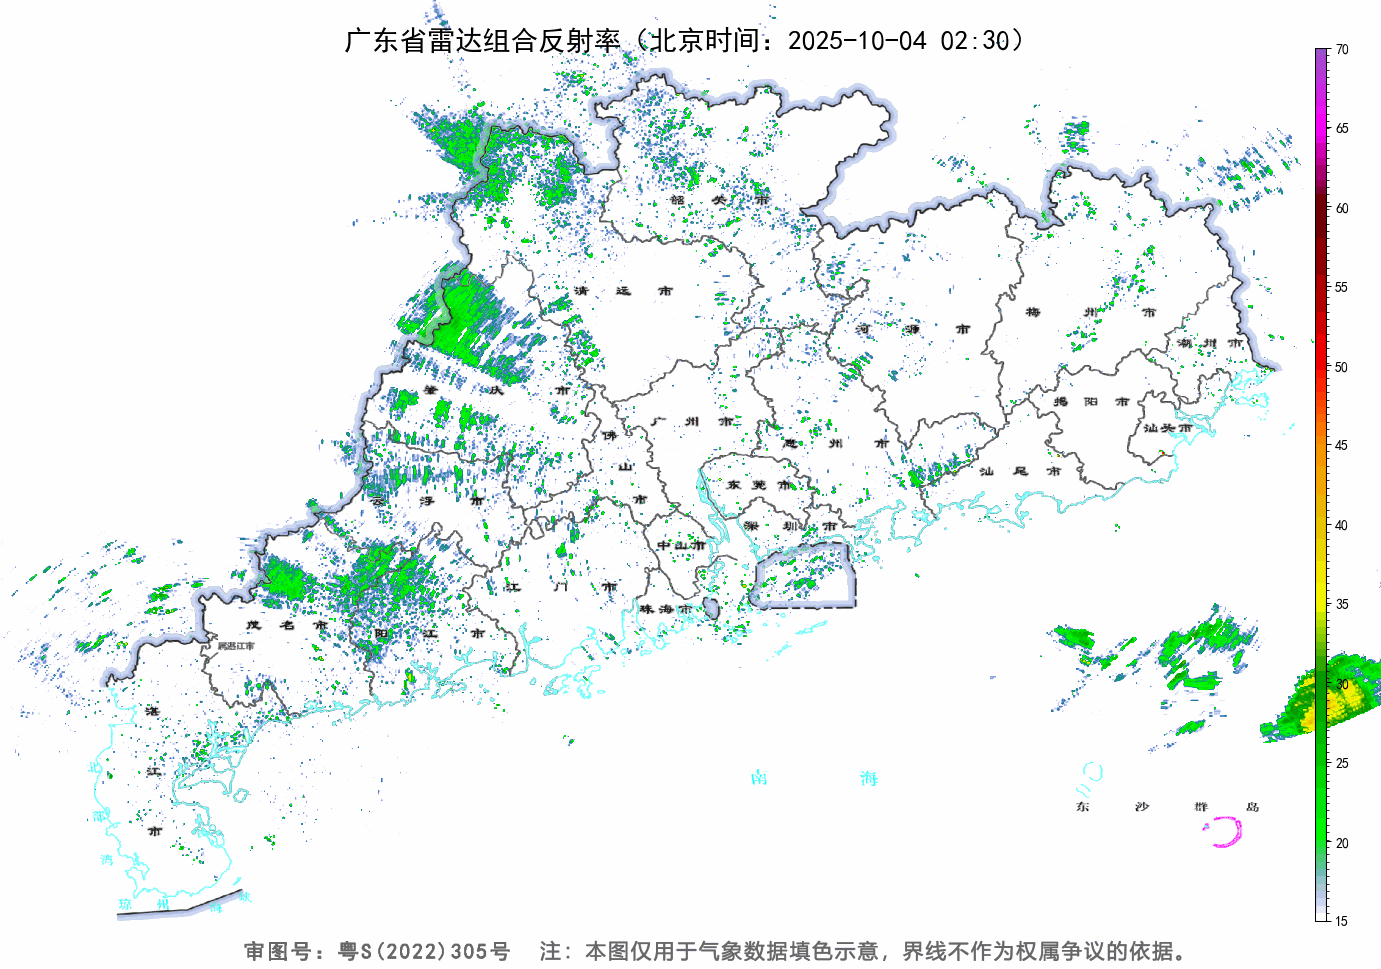 广东省雷达组合反射率（北京时间：2025-10-04 02:30）
70
65
60
55
50
45
40
35
30
25
20
15
韶关市
清远市
河源市
梅州市
潮州市
肇庆市
揭阳市
汕头市
广州市
惠州市
佛山市
汕尾市
东莞市
云浮市
深圳市
中山市
江门市
珠海市
茂名市
阳江市
属湛江市
湛江市
南海
北部湾
东沙群岛
琼州海峡
审图号：粤S(2022)305号 注：本图仅用于气象数据填色示意，界线不作为权属争议的依据。